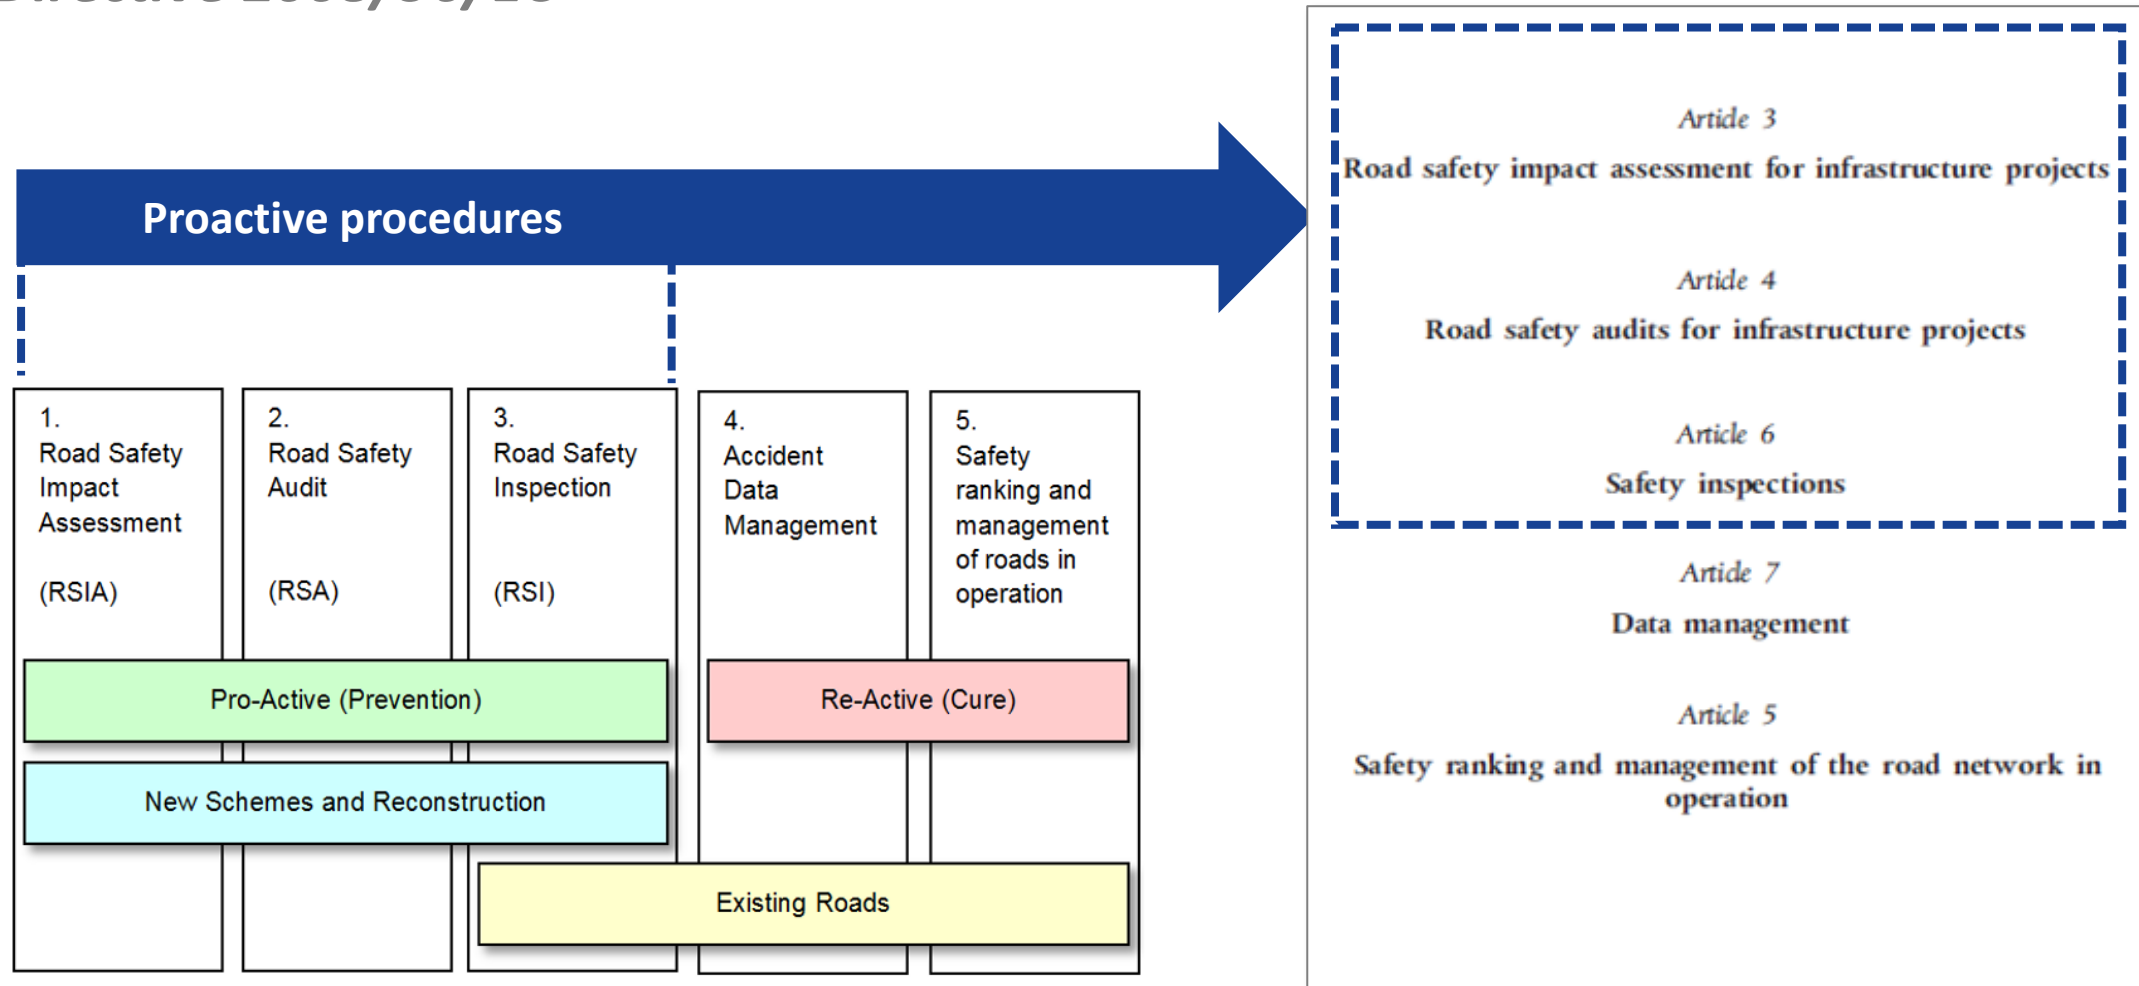 Proactive procedures
1.
Road Safety
Impact
Assessment
(RSIA)
2.
Road Safety
Audit
(RSA)
3.
Road Safety
Inspection
(RSI)
4.
Accident
Data
Management
5.
Safety
ranking and
management
of roads in
operation
Pro-Active (Prevention)
Re-Active (Cure)
New Schemes and Reconstruction
Existing Roads
Article 3
Road safety impact assessment for infrastructure projects
Article 4
Road safety audits for infrastructure projects
Article 6
Safety inspections
Article 7
Data management
Article 5
Safety ranking and management of the road network in
operation